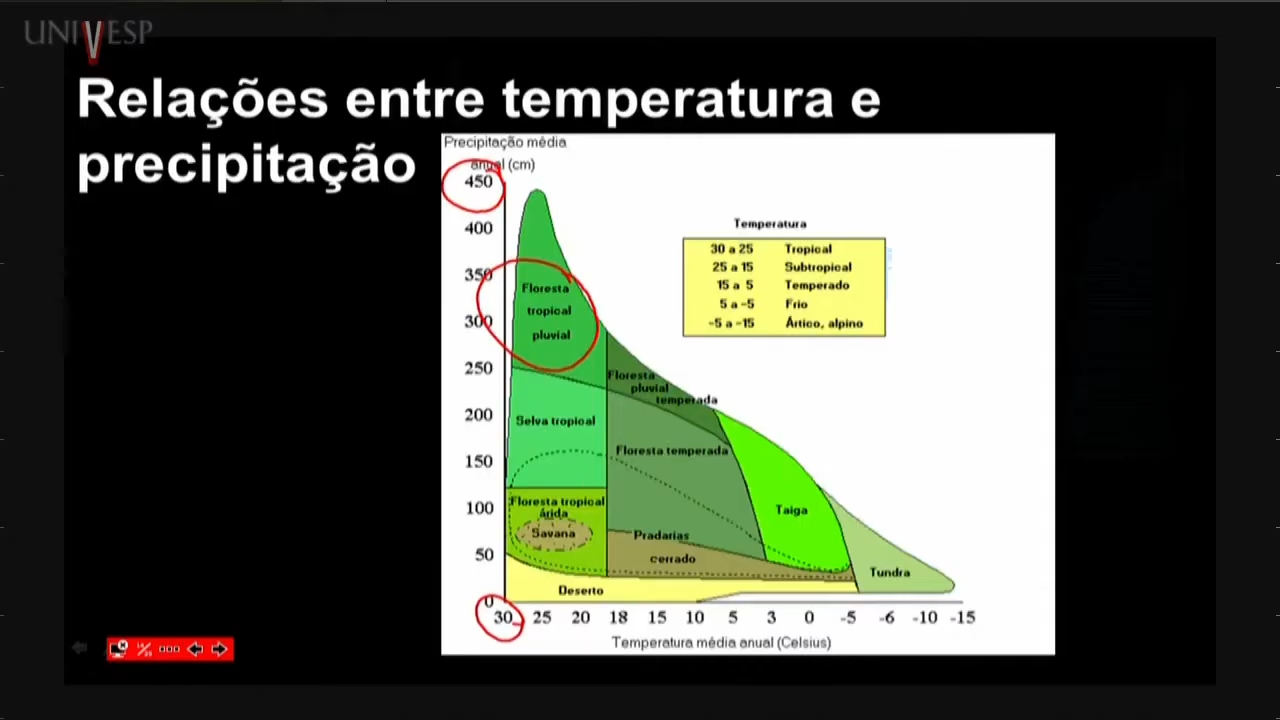 UNIVESP
Relações entre temperatura e
precipitação
Precipitação média
anual (cm)
450
400
350
300
250
200
150
100
50
0
Temperatura
30 a 25 Tropical
25 a 15 Subtropical
15 a 5 Temperado
5 a -5 Frio
-5 a -15 Ártico, alpino
Floresta
tropical
pluvial
Floresta
pluvial
temperada
Selva tropical
Floresta temperada
Floresta tropical
árida
Savana
Taiga
Pradarias
cerrado
Tundra
Deserto
30 25 20 18 15 10 5 3 0 -5 -6 -10 -15
Temperatura média anual (Celsius)